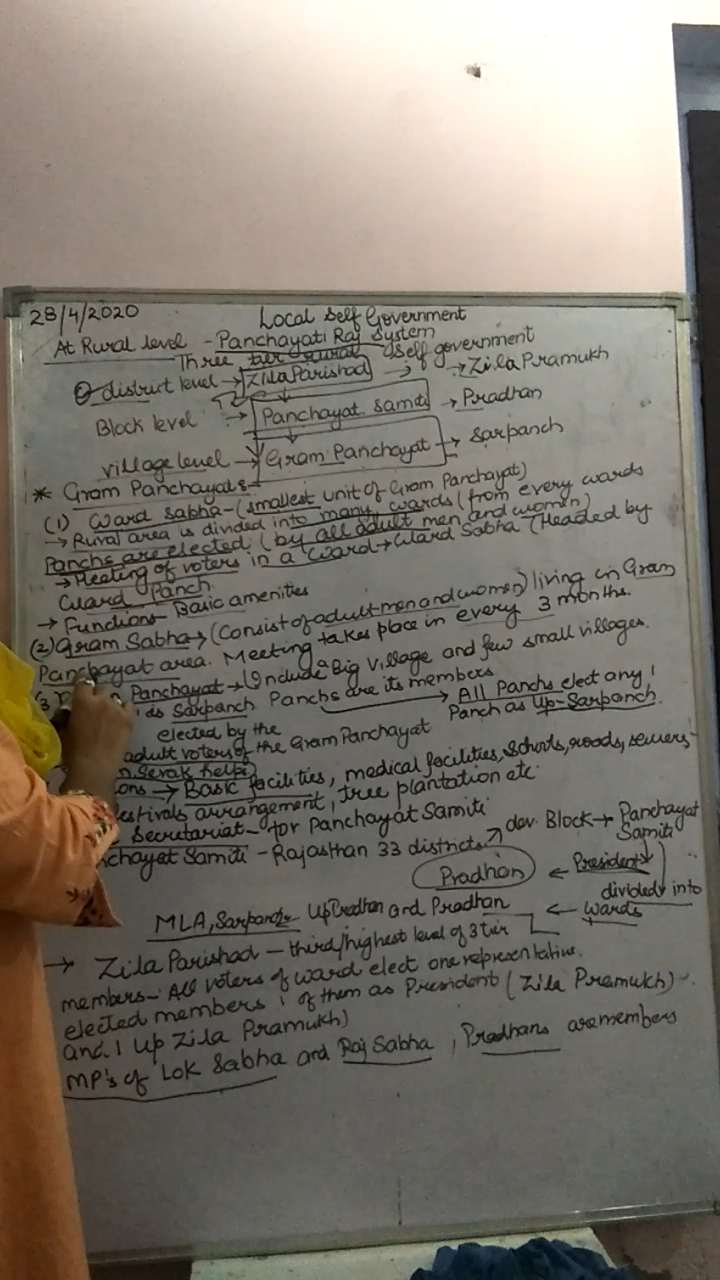 28/4/2020 Local Self Government
At Rural level - Panchayati Raj System
Three tier rural self government
district level → Zila Parishad → Zila Pramukh
Block level → Panchayat Samiti → Pradhan
village level → Gram Panchayat → Sarpanch
* Gram Panchayats -
(1) Ward Sabha - (smallest unit of Gram Panchayat)
→ Rural area is divided into many wards (from every wards
Panchs are elected (by all adult men and women)
→ Meeting of voters in a ward → Ward Sabha (Headed by
Ward Panch
→ Functions - Basic amenities
(2) Gram Sabha → (Consist of adult men and women) living in Gram
Panchayat area. Meeting takes place in every 3 months.
(3 Panchayat → Include a Big village and few small villages.
Sarpanch Panchs are its members → All Panchs elect any 1
elected by the Panch as Up-Sarpanch.
adult voters of the Gram Panchayat
Sevak helps)
ons → Basic facilities, medical facilities, schools, roads, sewers
estivals arrangement, tree plantation etc.
Secretariat - for Panchayat Samiti
chayat Samiti - Rajasthan 33 districts → dev. Block → Panchayat Samiti
Pradhan ← President
divided into
MLA, Sarpanch Up Pradhan and Pradhan ← wards
→ Zila Parishad - third/highest level of 3 tier
members - All voters of ward elect one representative.
elected members 1 of them as President (Zila Pramukh)
and 1 Up Zila Pramukh)
MP's of Lok Sabha and Raj Sabha, Pradhans are members